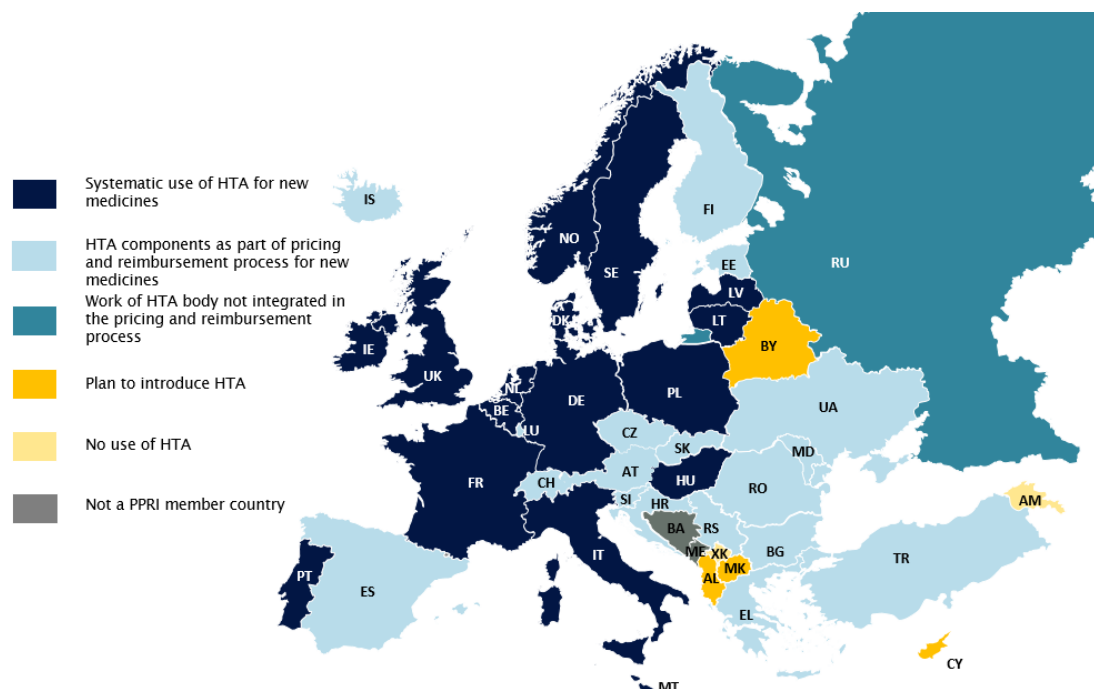 Systematic use of HTA for new
medicines
HTA components as part of pricing
and reimbursement process for new
medicines
Work of HTA body not integrated in
the pricing and reimbursement
process
Plan to introduce HTA
No use of HTA
Not a PPRI member country
IS
NO
SE
FI
RU
EE
LV
LT
DK
BY
IE
UK
NL
BE
LU
DE
PL
UA
CZ
SK
MD
FR
CH
AT
HU
RO
SI
HR
BA
RS
ME
XK
BG
AM
PT
ES
IT
AL
MK
TR
EL
CY
MT